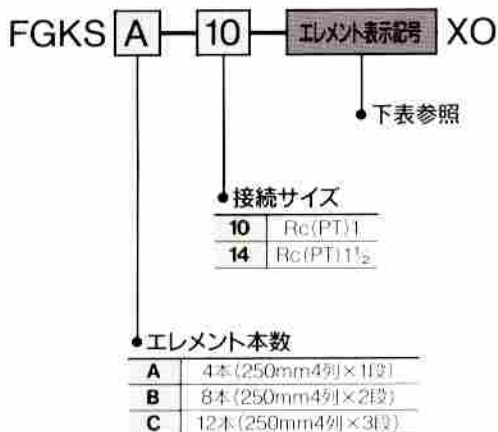 FGKS A 10 エレメント表示記号 XO
下表参照
接続サイズ
10 Rc(PT)1
14 Rc(PT)1½
エレメント本数
A 4本(250mm4列×1段)
B 8本(250mm4列×2段)
C 12本(250mm4列×3段)